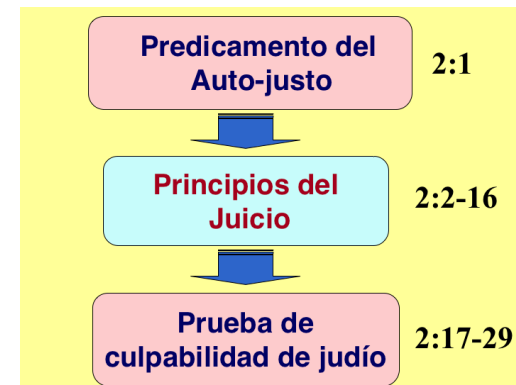 Predicamento del
Auto-justo
2:1
Principios del
Juicio
2:2-16
Prueba de
culpabilidad de judío
2:17-29